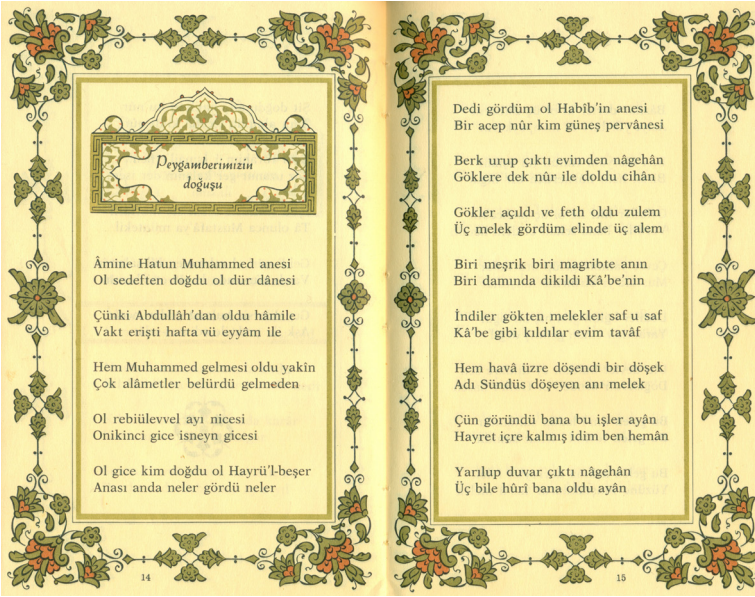 Peygamberimizin
doğuşu
Âmine Hatun Muhammed anesi
Ol sedeften doğdu ol dür dânesi
Çünki Abdullâh'dan oldu hâmile
Vakt erişti hafta vü eyyâm ile
Hem Muhammed gelmesi oldu yakîn
Çok alâmetler belürdü gelmeden
Ol rebiülevvel ayı nicesi
Onikinci gice isneyn gicesi
Ol gice kim doğdu ol Hayrü'l-beşer
Anası anda neler gördü neler
14
Dedi gördüm ol Habîb'in anesi
Bir acep nûr kim güneş pervânesi
Berk urup çıktı evimden nâgehân
Göklere dek nûr ile doldu cihân
Gökler açıldı ve feth oldu zulem
Üç melek gördüm elinde üç alem
Biri meşrik biri magribte anın
Biri damında dikildi Kâ'be'nin
İndiler gökten melekler saf u saf
Kâ'be gibi kıldılar evim tavâf
Hem havâ üzre döşendi bir döşek
Adı Sündüs döşeyen anı melek
Çün göründü bana bu işler ayân
Hayret içre kalmış idim ben hemân
Yarılup duvar çıktı nâgehan
Üç bile hûrî bana oldu ayân
15